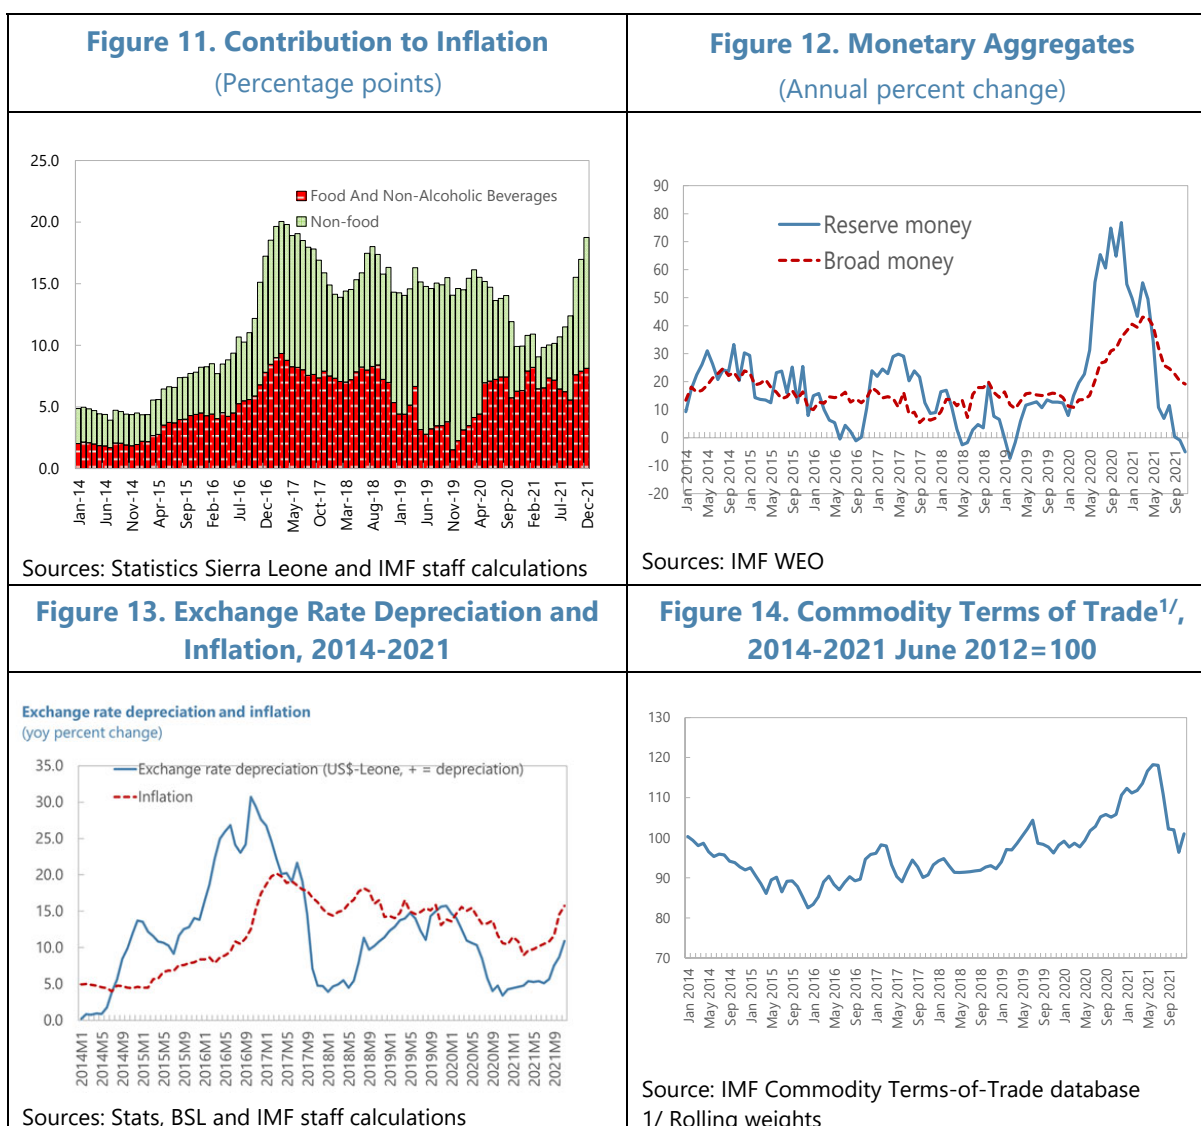 Figure 11. Contribution to Inflation
(Percentage points)
25.0
20.0
15.0
10.0
5.0
0.0
Food And Non-Alcoholic Beverages
Non-food
Jan-14
Jun-14
Nov-14
Apr-15
Sep-15
Feb-16
Jul-16
Dec-16
May-17
Oct-17
Mar-18
Aug-18
Jan-19
Jun-19
Nov-19
Apr-20
Sep-20
Feb-21
Jul-21
Dec-21
Sources: Statistics Sierra Leone and IMF staff calculations
Figure 12. Monetary Aggregates
(Annual percent change)
90
80
70
60
50
40
30
20
10
0
-10
-20
Reserve money
Broad money
Jan 2014
May 2014
Sep 2014
Jan 2015
May 2015
Sep 2015
Jan 2016
May 2016
Sep 2016
Jan 2017
May 2017
Sep 2017
Jan 2018
May 2018
Sep 2018
Jan 2019
May 2019
Sep 2019
Jan 2020
May 2020
Sep 2020
Jan 2021
May 2021
Sep 2021
Sources: IMF WEO
Figure 13. Exchange Rate Depreciation and
Inflation, 2014-2021
Exchange rate depreciation and inflation
(yoy percent change)
35.0
30.0
25.0
20.0
15.0
10.0
5.0
0.0
Exchange rate depreciation (US$-Leone, + = depreciation)
Inflation
2014M1
2014M5
2014M9
2015M1
2015M5
2015M9
2016M1
2016M5
2016M9
2017M1
2017M5
2017M9
2018M1
2018M5
2018M9
2019M1
2019M5
2019M9
2020M1
2020M5
2020M9
2021M1
2021M5
2021M9
Sources: Stats, BSL and IMF staff calculations
Figure 14. Commodity Terms of Trade1/,
2014-2021 June 2012=100
130
120
110
100
90
80
70
Jan 2014
May 2014
Sep 2014
Jan 2015
May 2015
Sep 2015
Jan 2016
May 2016
Sep 2016
Jan 2017
May 2017
Sep 2017
Jan 2018
May 2018
Sep 2018
Jan 2019
May 2019
Sep 2019
Jan 2020
May 2020
Sep 2020
Jan 2021
May 2021
Sep 2021
Source: IMF Commodity Terms-of-Trade database
1/ Rolling weights